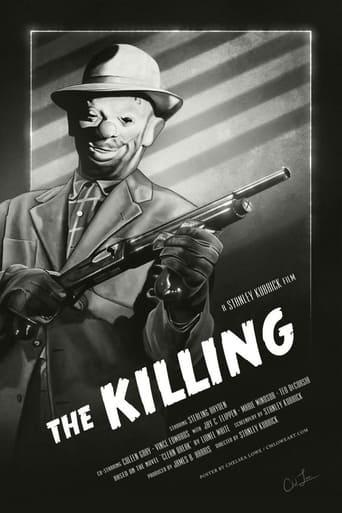 A STANLEY KUBRICK FILM
THE KILLING
STARRING STERLING HAYDEN
CO-STARRING COLEEN GRAY • VINCE EDWARDS WITH JAY C. FLIPPEN • MARIE WINDSOR • TED DECORSIA
BASED ON THE NOVEL "CLEAN BREAK" BY LIONEL WHITE SCREENPLAY BY STANLEY KUBRICK
PRODUCED BY JAMES B. HARRIS DIRECTED BY STANLEY KUBRICK
POSTER BY CHELSEA LOWE / CHLOWEART.COM